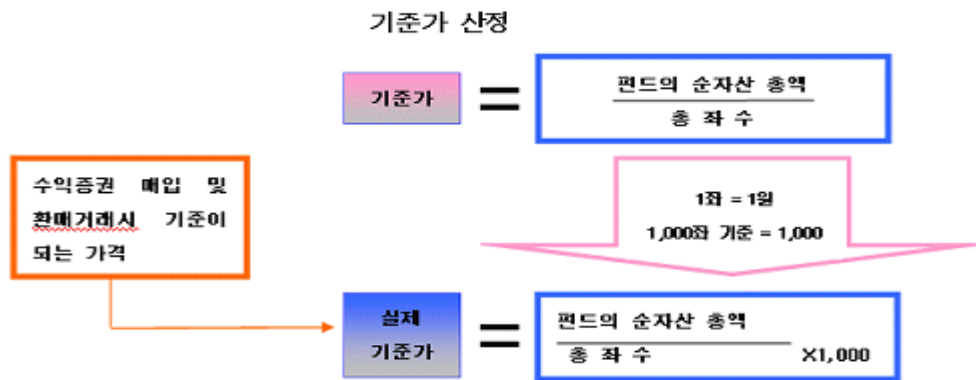 기준가 산정
기준가
=
펀드의 순자산 총액
총 좌 수
수익증권 매입 및
환매거래시 기준이
되는 가격
1좌 = 1원
1,000좌 기준 = 1,000
실제
기준가
=
펀드의 순자산 총액
총 좌 수 X1,000